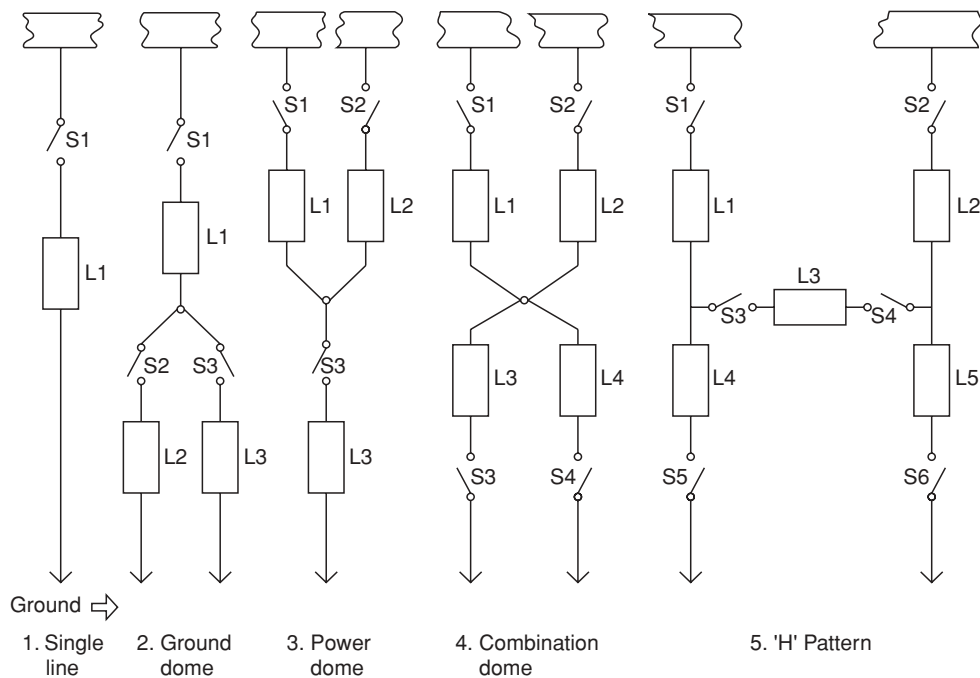 S1
L1
S1
L1
S2
S3
L2
L3
S1
S2
L1
L2
S3
L3
S1
S2
L1
L2
L3
L4
S3
S4
S1
S2
L1
L2
L3
S3
S4
L4
L5
S5
S6
Ground
1. Single
line
2. Ground
dome
3. Power
dome
4. Combination
dome
5. 'H' Pattern